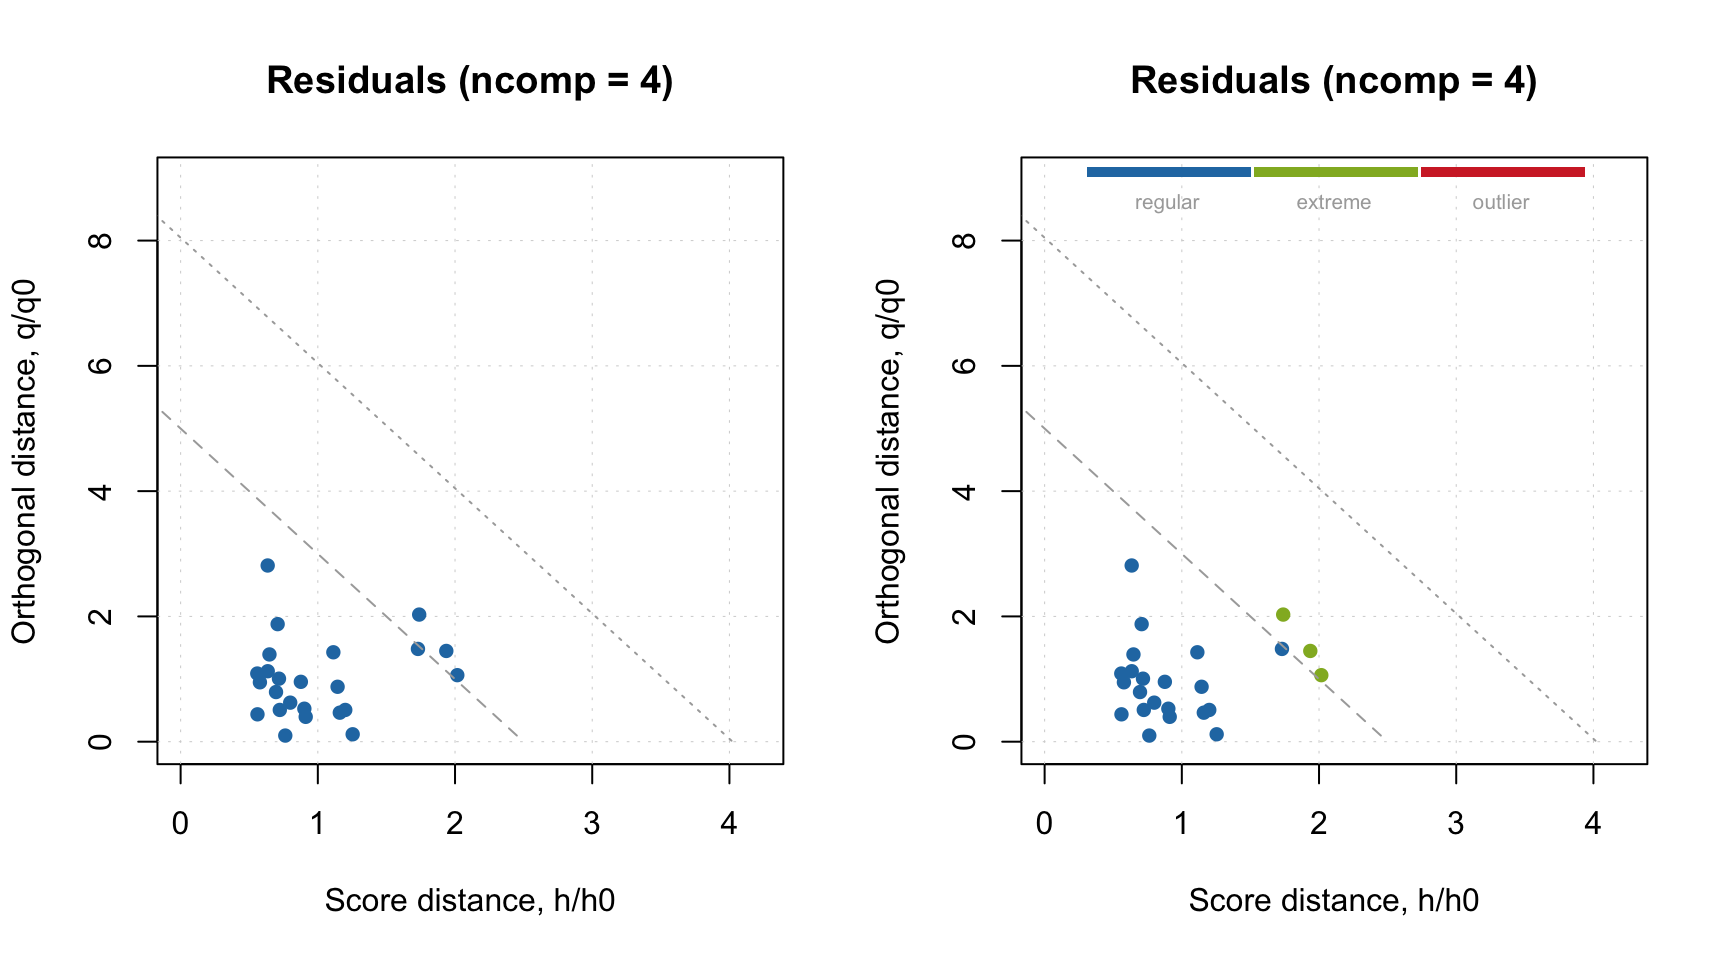 Residuals (ncomp = 4)
Orthogonal distance, q/q0
8
6
4
2
0
0 1 2 3 4
Score distance, h/h0
Residuals (ncomp = 4)
regular extreme outlier
Orthogonal distance, q/q0
8
6
4
2
0
0 1 2 3 4
Score distance, h/h0